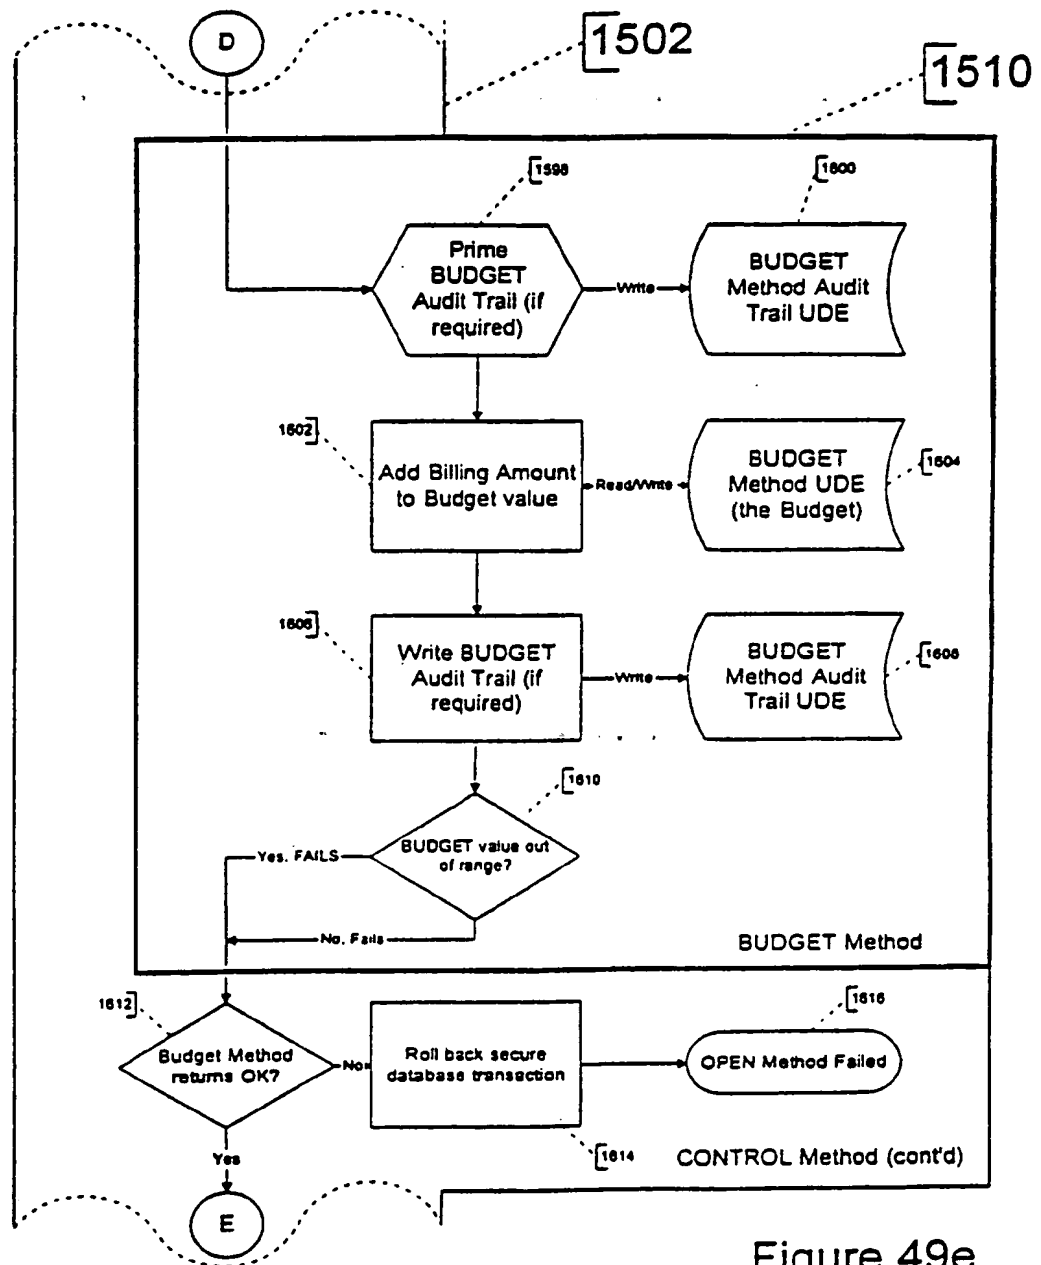 D
1502
1510
1598
1600
Prime
BUDGET
Audit Trail (if
required)
Write
BUDGET
Method Audit
Trail UDE
1602
Add Billing Amount
to Budget value
Read/Write
BUDGET
Method UDE
(the Budget)
1604
1606
Write BUDGET
Audit Trail (if
required)
Write
BUDGET
Method Audit
Trail UDE
1608
1610
BUDGET value out
of range?
Yes, FAILS
No, Fails
BUDGET Method
1612
Budget Method
returns OK?
No
Roll back secure
database transaction
1616
OPEN Method Failed
1614
Yes
CONTROL Method (cont'd)
E
Figure 49e